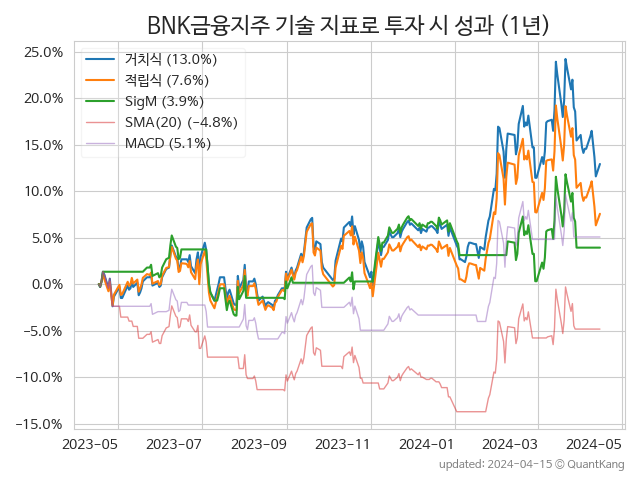 BNK금융지주 기술 지표로 투자 시 성과 (1년)
거치식 (13.0%)
적립식 (7.6%)
SigM (3.9%)
SMA(20) (−4.8%)
MACD (5.1%)
25.0%
20.0%
15.0%
10.0%
5.0%
0.0%
−5.0%
−10.0%
−15.0%
2023-05 2023-07 2023-09 2023-11 2024-01 2024-03 2024-05
updated: 2024-04-15 © QuantKang